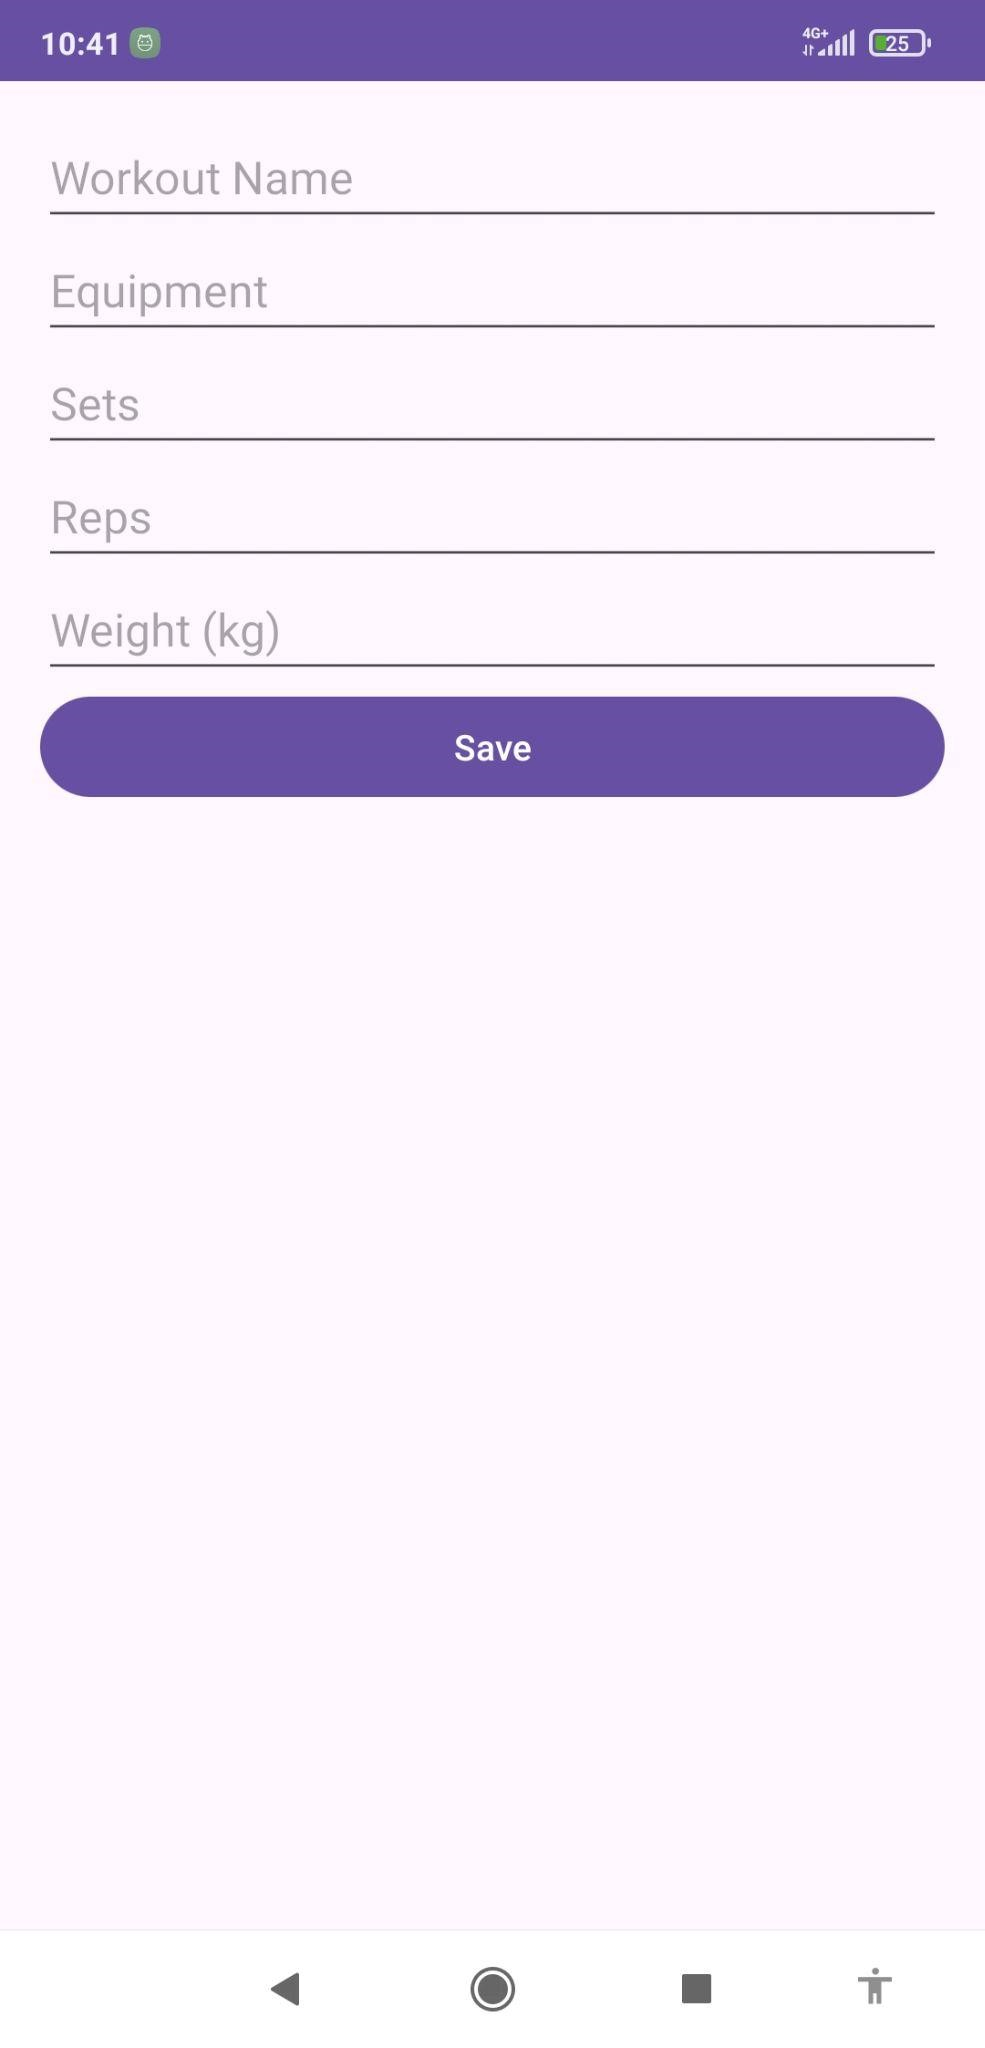 10:41 4G+ 25
Workout Name
Equipment
Sets
Reps
Weight (kg)
Save